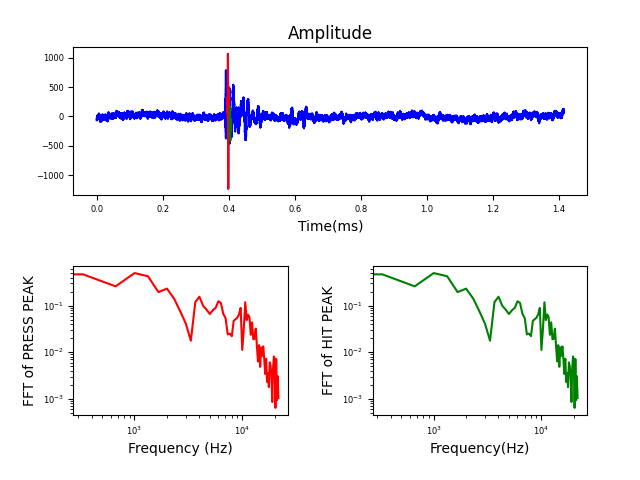 Amplitude
1000
500
0
−500
−1000
0.0 0.2 0.4 0.6 0.8 1.0 1.2 1.4
Time(ms)
FFT of PRESS PEAK
10⁻¹
10⁻²
10⁻³
10³ 10⁴
Frequency (Hz)
FFT of HIT PEAK
10⁻¹
10⁻²
10⁻³
10³ 10⁴
Frequency(Hz)